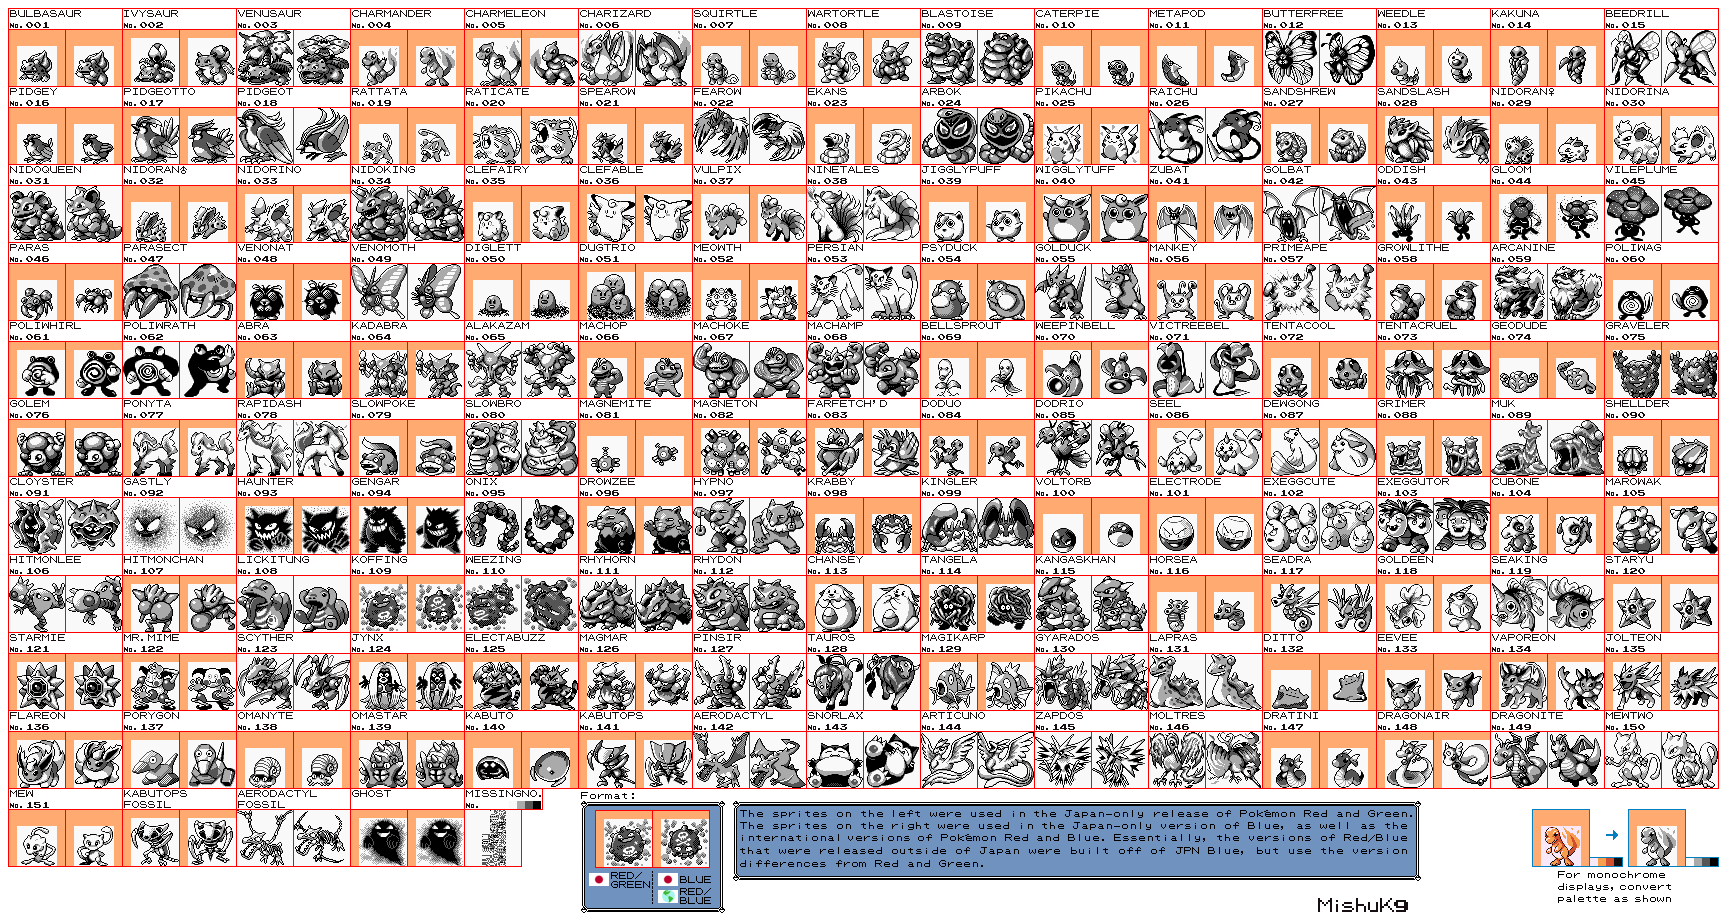 BULBASAUR IVYSAUR VENUSAUR CHARMANDER CHARMELEON CHARIZARD SQUIRTLE WARTORTLE BLASTOISE CATERPIE METAPOD BUTTERFREE WEEDLE KAKUNA BEEDRILL
No.001 No.002 No.003 No.004 No.005 No.006 No.007 No.008 No.009 No.010 No.011 No.012 No.013 No.014 No.015
PIDGEY PIDGEOTTO PIDGEOT RATTATA RATICATE SPEAROW FEAROW EKANS ARBOK PIKACHU RAICHU SANDSHREW SANDSLASH NIDORAN♀ NIDORINA
No.016 No.017 No.018 No.019 No.020 No.021 No.022 No.023 No.024 No.025 No.026 No.027 No.028 No.029 No.030
NIDOQUEEN NIDORAN♂ NIDORINO NIDOKING CLEFAIRY CLEFABLE VULPIX NINETALES JIGGLYPUFF WIGGLYTUFF ZUBAT GOLBAT ODDISH GLOOM VILEPLUME
No.031 No.032 No.033 No.034 No.035 No.036 No.037 No.038 No.039 No.040 No.041 No.042 No.043 No.044 No.045
PARAS PARASECT VENONAT VENOMOTH DIGLETT DUGTRIO MEOWTH PERSIAN PSYDUCK GOLDUCK MANKEY PRIMEAPE GROWLITHE ARCANINE POLIWAG
No.046 No.047 No.048 No.049 No.050 No.051 No.052 No.053 No.054 No.055 No.056 No.057 No.058 No.059 No.060
POLIWHIRL POLIWRATH ABRA KADABRA ALAKAZAM MACHOP MACHOKE MACHAMP BELLSPROUT WEEPINBELL VICTREEBEL TENTACOOL TENTACRUEL GEODUDE GRAVELER
No.061 No.062 No.063 No.064 No.065 No.066 No.067 No.068 No.069 No.070 No.071 No.072 No.073 No.074 No.075
GOLEM PONYTA RAPIDASH SLOWPOKE SLOWBRO MAGNEMITE MAGNETON FARFETCH'D DODUO DODRIO SEEL DEWGONG GRIMER MUK SHELLDER
No.076 No.077 No.078 No.079 No.080 No.081 No.082 No.083 No.084 No.085 No.086 No.087 No.088 No.089 No.090
CLOYSTER GASTLY HAUNTER GENGAR ONIX DROWZEE HYPNO KRABBY KINGLER VOLTORB ELECTRODE EXEGGCUTE EXEGGUTOR CUBONE MAROWAK
No.091 No.092 No.093 No.094 No.095 No.096 No.097 No.098 No.099 No.100 No.101 No.102 No.103 No.104 No.105
HITMONLEE HITMONCHAN LICKITUNG KOFFING WEEZING RHYHORN RHYDON CHANSEY TANGELA KANGASKHAN HORSEA SEADRA GOLDEEN SEAKING STARYU
No.106 No.107 No.108 No.109 No.110 No.111 No.112 No.113 No.114 No.115 No.116 No.117 No.118 No.119 No.120
STARMIE MR.MIME SCYTHER JYNX ELECTABUZZ MAGMAR PINSIR TAUROS MAGIKARP GYARADOS LAPRAS DITTO EEVEE VAPOREON JOLTEON
No.121 No.122 No.123 No.124 No.125 No.126 No.127 No.128 No.129 No.130 No.131 No.132 No.133 No.134 No.135
FLAREON PORYGON OMANYTE OMASTAR KABUTO KABUTOPS AERODACTYL SNORLAX ARTICUNO ZAPDOS MOLTRES DRATINI DRAGONAIR DRAGONITE MEWTWO
No.136 No.137 No.138 No.139 No.140 No.141 No.142 No.143 No.144 No.145 No.146 No.147 No.148 No.149 No.150
MEW KABUTOPS AERODACTYL GHOST MISSINGNO.
No.151 FOSSIL FOSSIL No.
Format:
RED/
GREEN
BLUE
RED/
BLUE
The sprites on the left were used in the Japan-only release of Pokémon Red and Green.
The sprites on the right were used in the Japan-only version of Blue, as well as the
international versions of Pokémon Red and Blue. Essentially, the versions of Red/Blue
that were released outside of Japan were built off of JPN Blue, but use the version
differences from Red and Green.
For monochrome
displays, convert
palette as shown
MishuK9